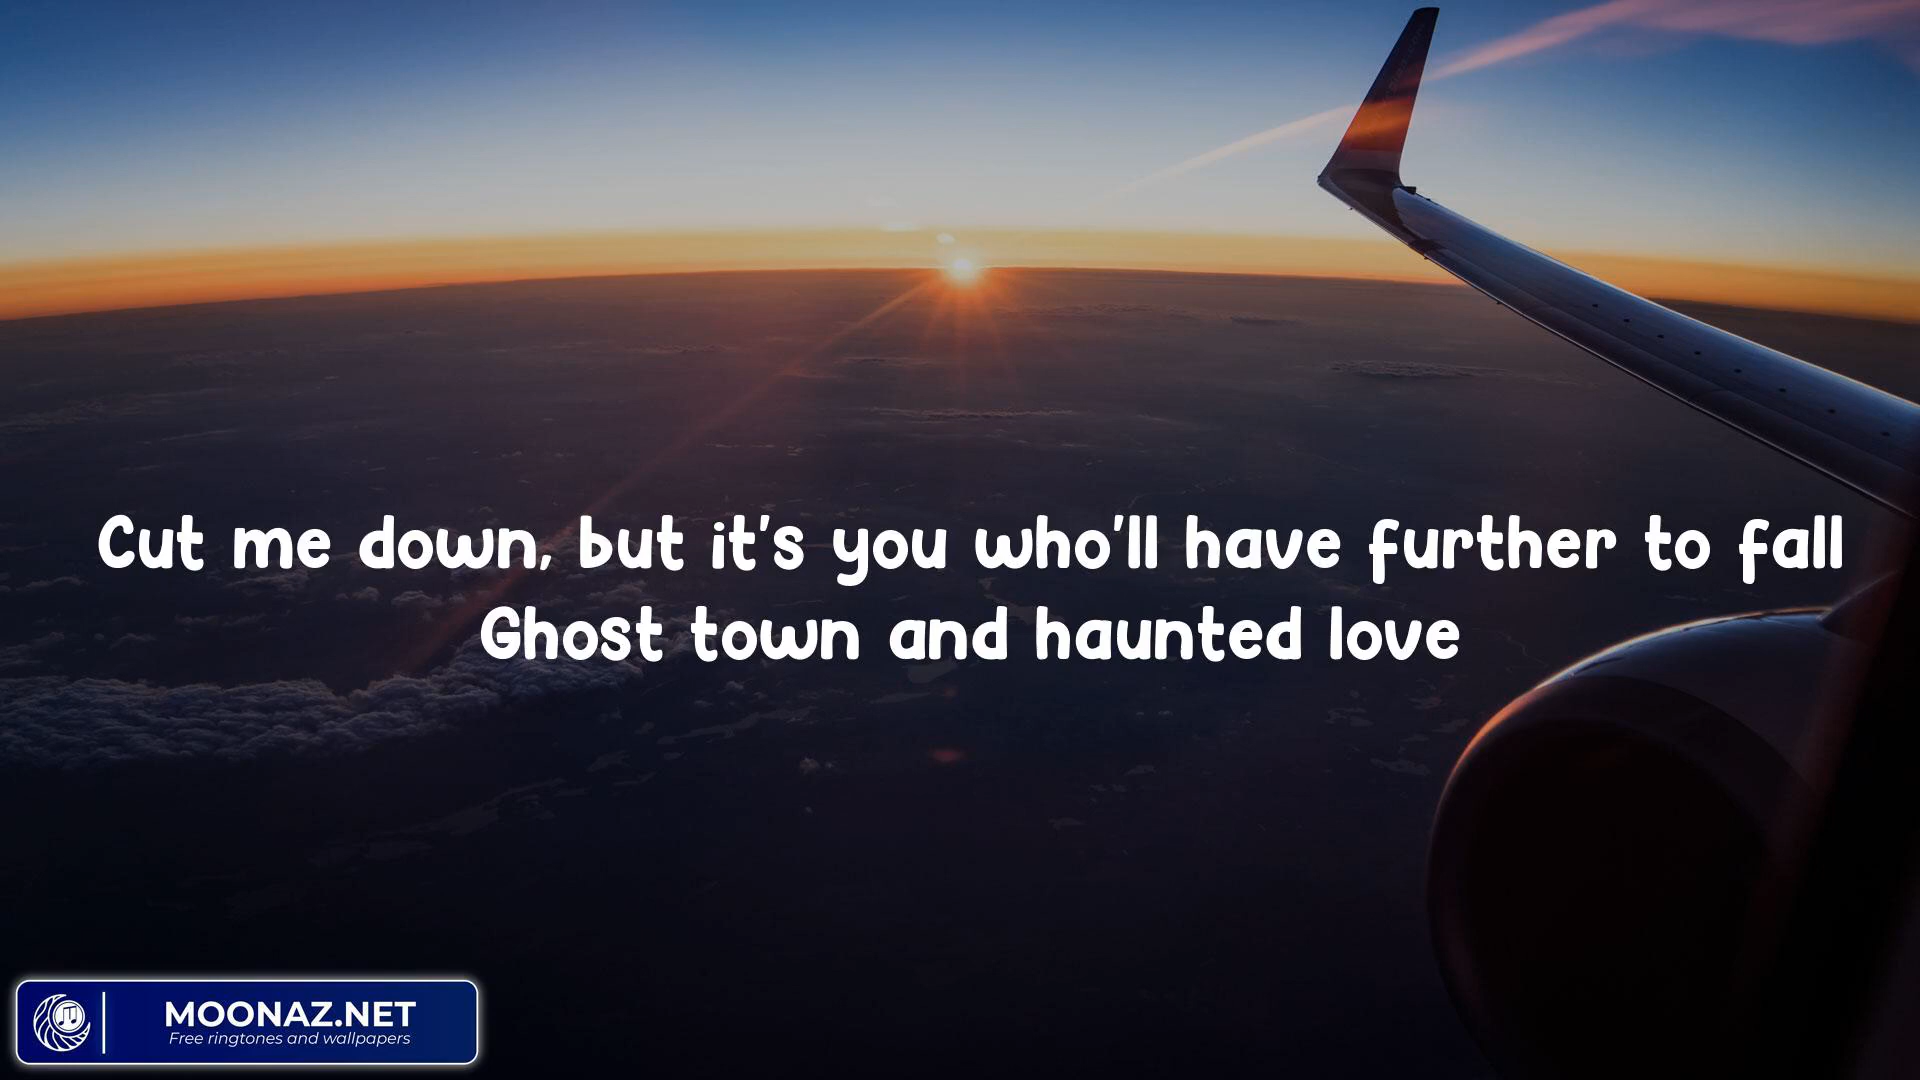 Cut me down, but it's you who'll have further to fall
Ghost town and haunted love
MOONAZ.NET
Free ringtones and wallpapers